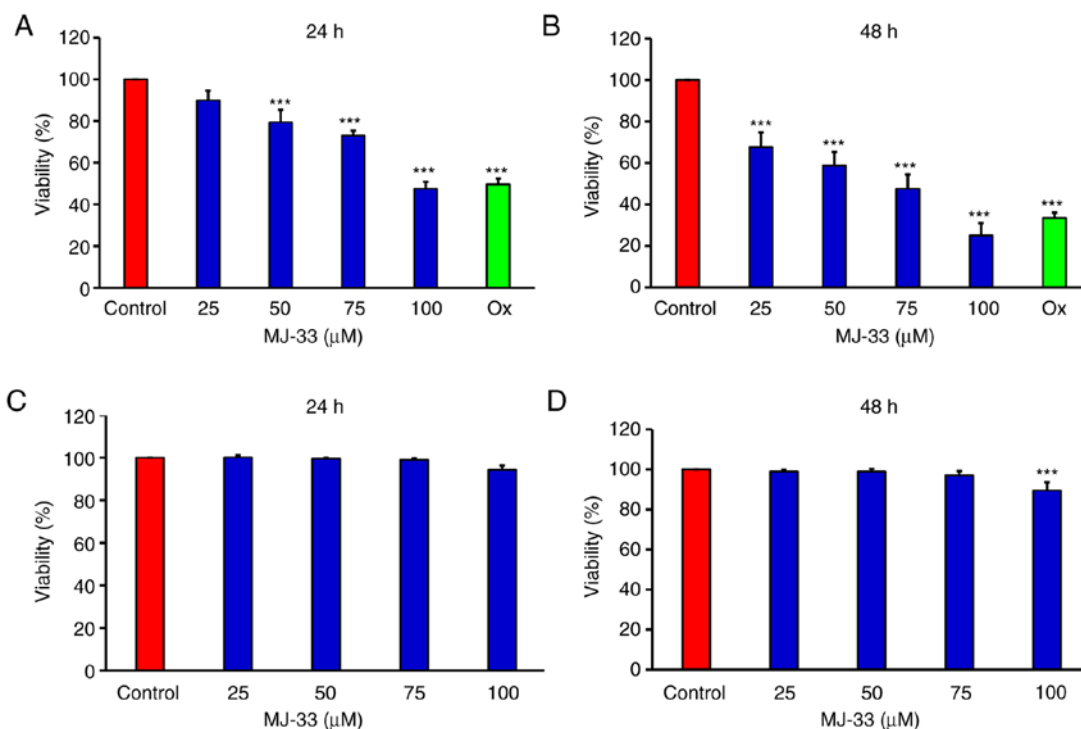 A
24 h
Viability (%)
120
100
80
60
40
20
0
***
***
***
***
Control 25 50 75 100 Ox
MJ-33 (μM)
B
48 h
Viability (%)
120
100
80
60
40
20
0
***
***
***
***
***
Control 25 50 75 100 Ox
MJ-33 (μM)
C
24 h
Viability (%)
120
100
80
60
40
20
0
Control 25 50 75 100
MJ-33 (μM)
D
48 h
Viability (%)
120
100
80
60
40
20
0
***
Control 25 50 75 100
MJ-33 (μM)